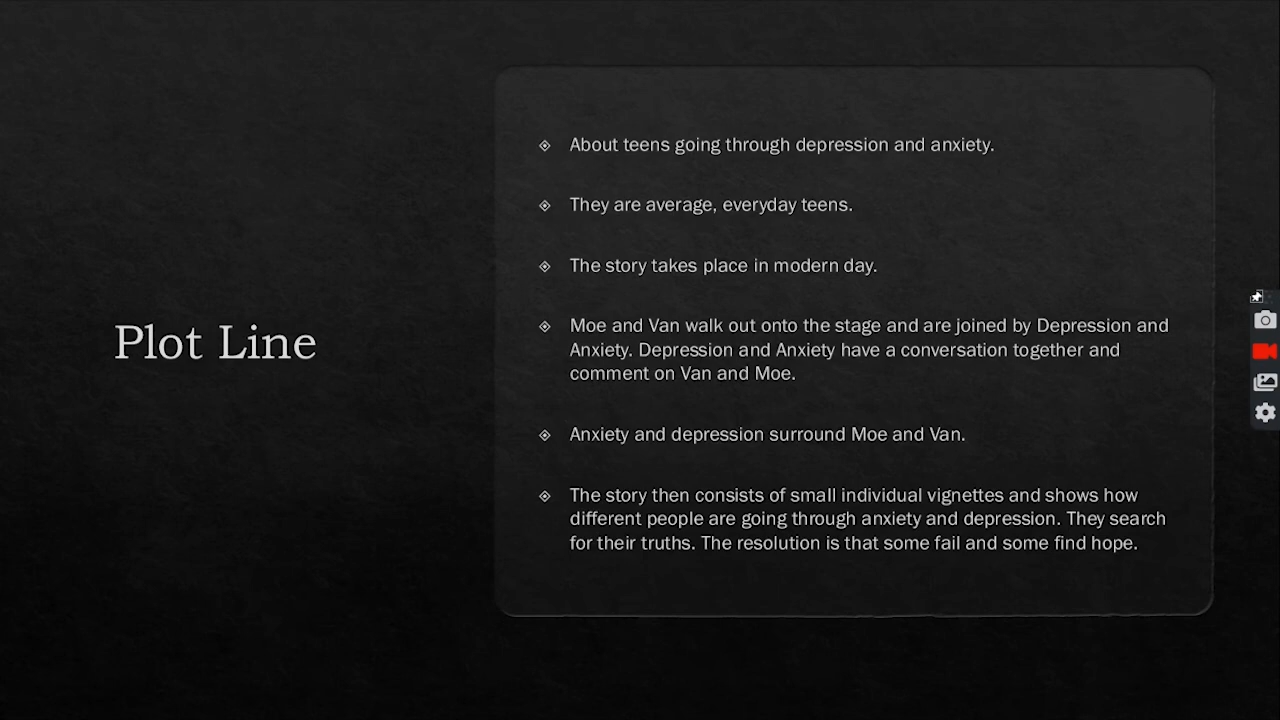 Plot Line
About teens going through depression and anxiety.
They are average, everyday teens.
The story takes place in modern day.
Moe and Van walk out onto the stage and are joined by Depression and
Anxiety. Depression and Anxiety have a conversation together and
comment on Van and Moe.
Anxiety and depression surround Moe and Van.
The story then consists of small individual vignettes and shows how
different people are going through anxiety and depression. They search
for their truths. The resolution is that some fail and some find hope.